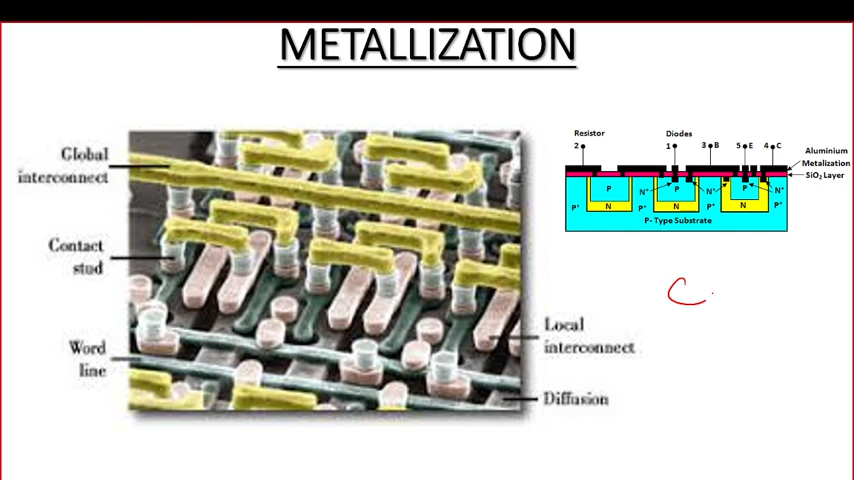 METALLIZATION
Global
interconnect
Contact
stud
Word
line
Local
interconnect
Diffusion
Resistor
2
Diodes
1
3 B
5 E
4 C
Aluminium
Metalization
SiO₂ Layer
P
N
P⁺
N⁺
P⁺
P
N
N⁺
P⁺
P
N
N⁺
P⁺
P- Type Substrate
C